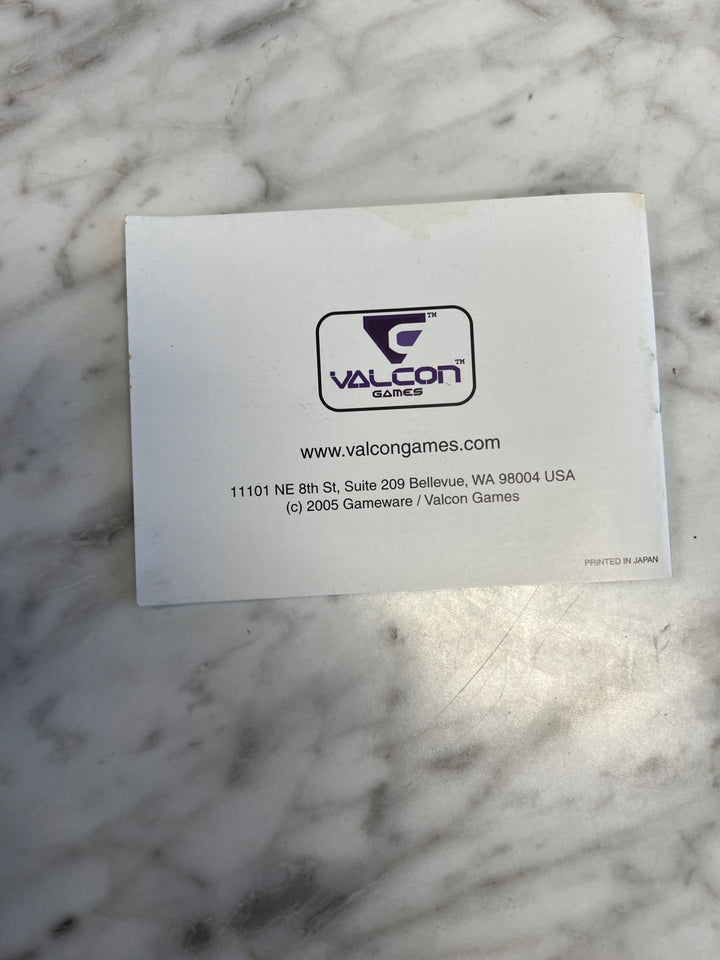 TM
VALCON TM
GAMES
www.valcongames.com
11101 NE 8th St, Suite 209 Bellevue, WA 98004 USA
(c) 2005 Gameware / Valcon Games
PRINTED IN JAPAN